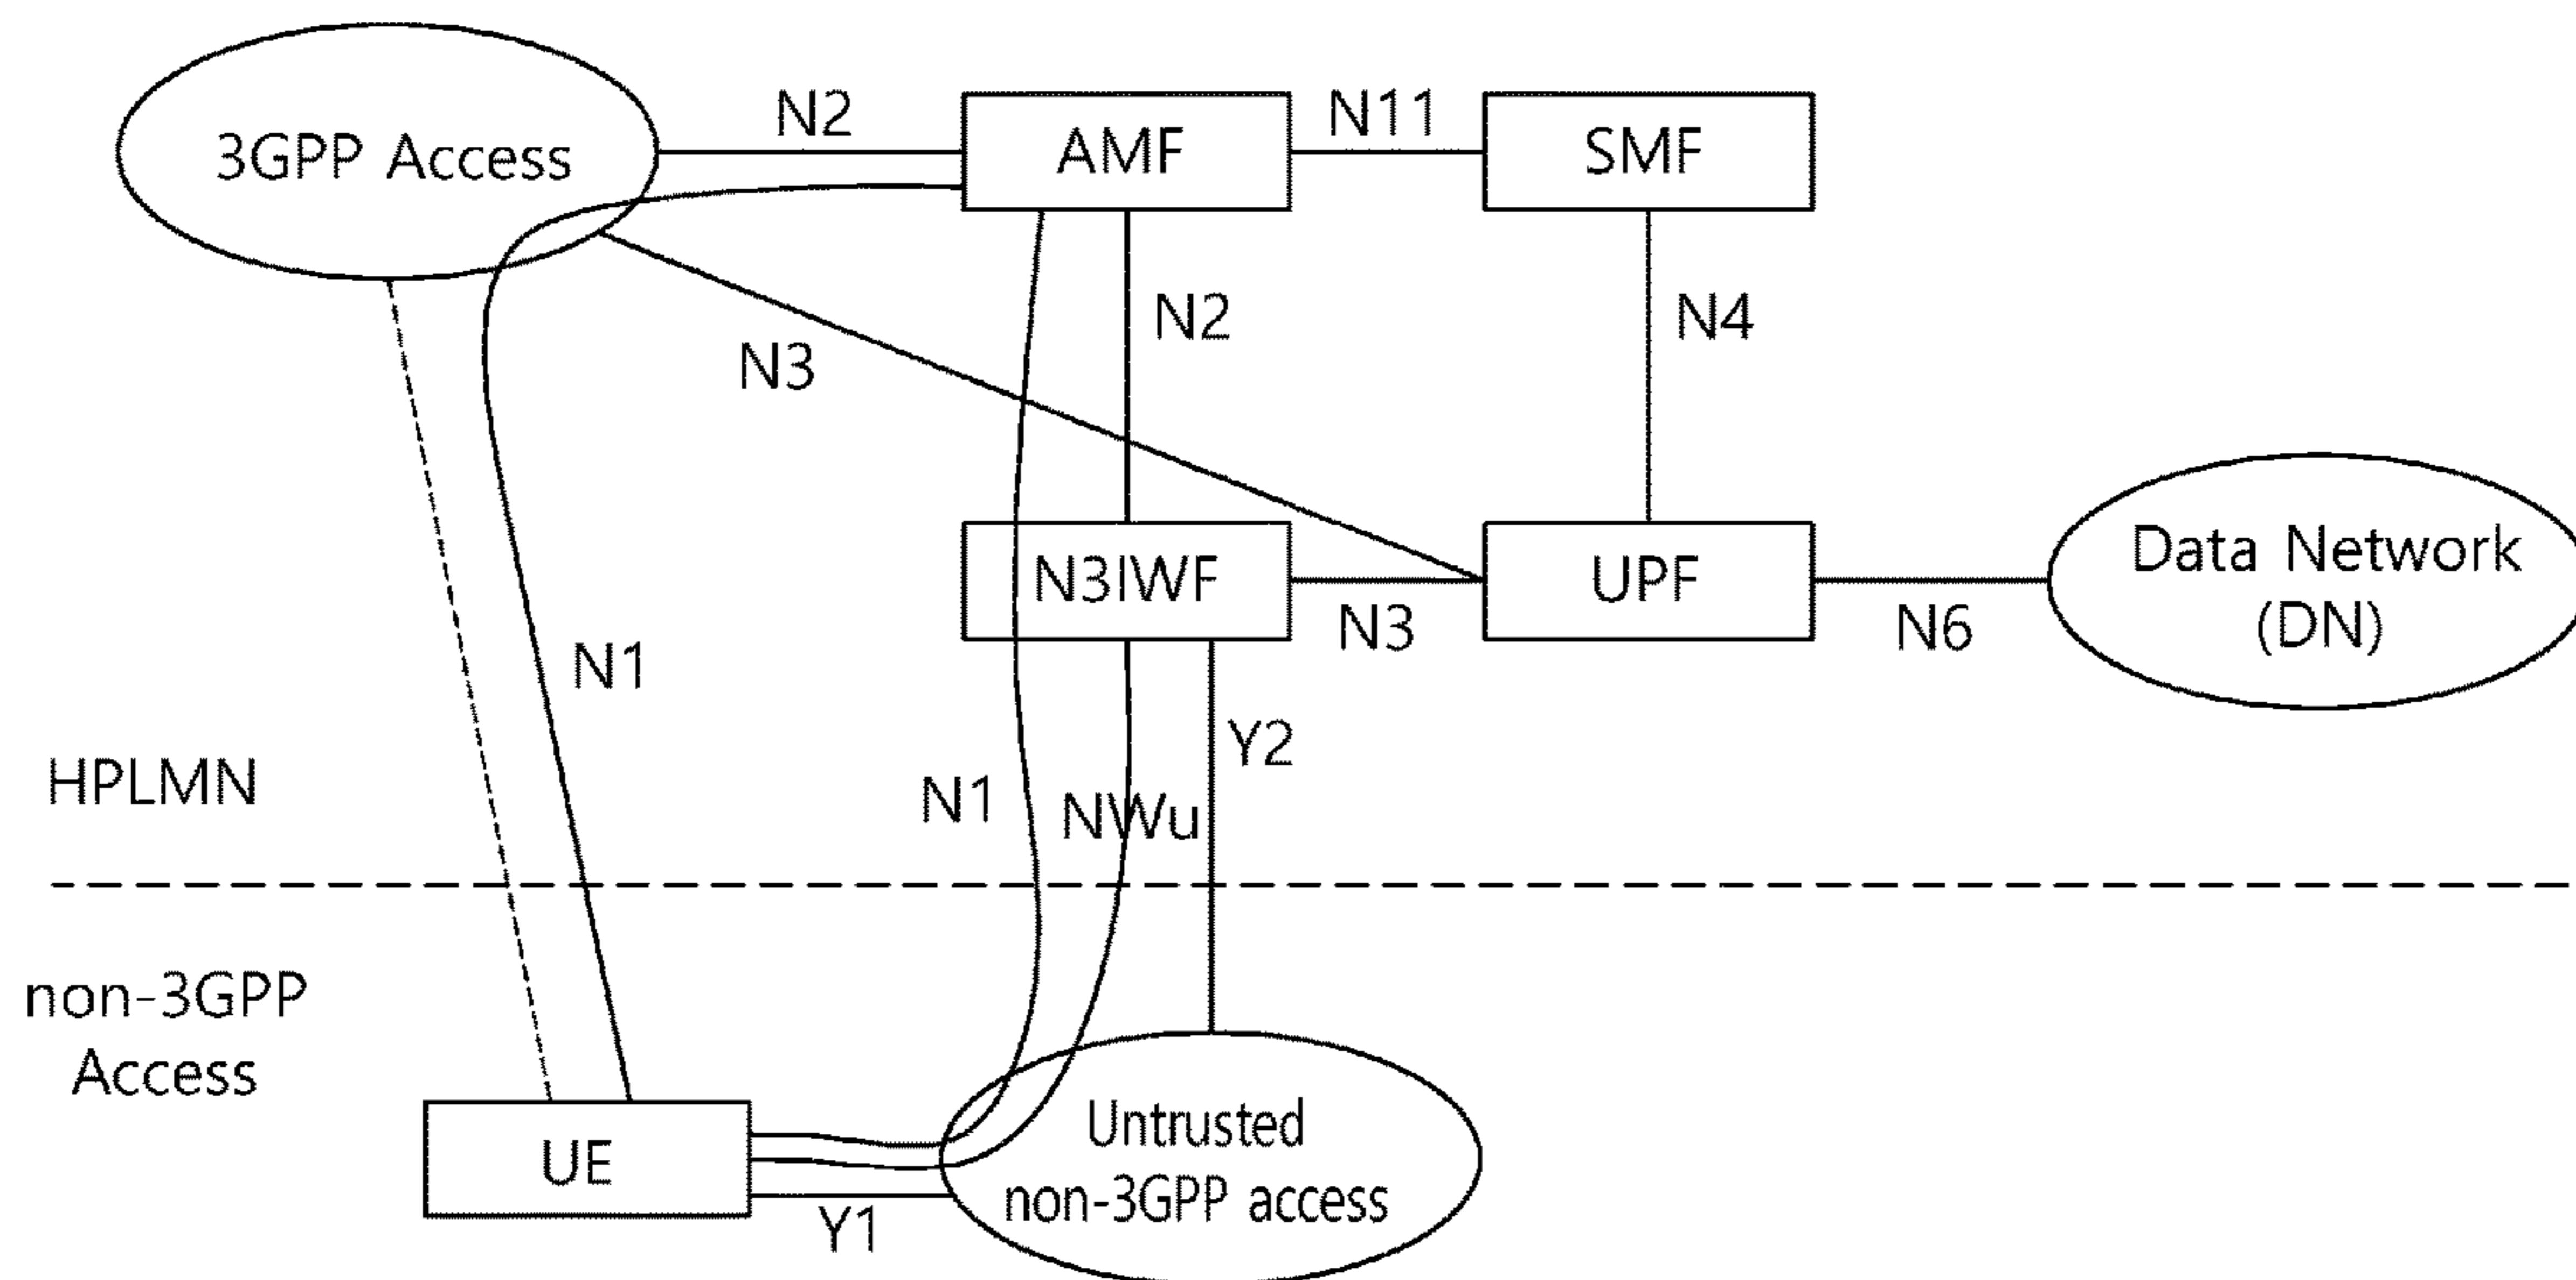 3GPP Access
N2
AMF
N11
SMF
N2
N4
N3
N3IWF
UPF
Data Network
(DN)
N3
N6
N1
Y2
HPLMN
N1
NWu
non-3GPP
Access
UE
Untrusted
non-3GPP access
Y1